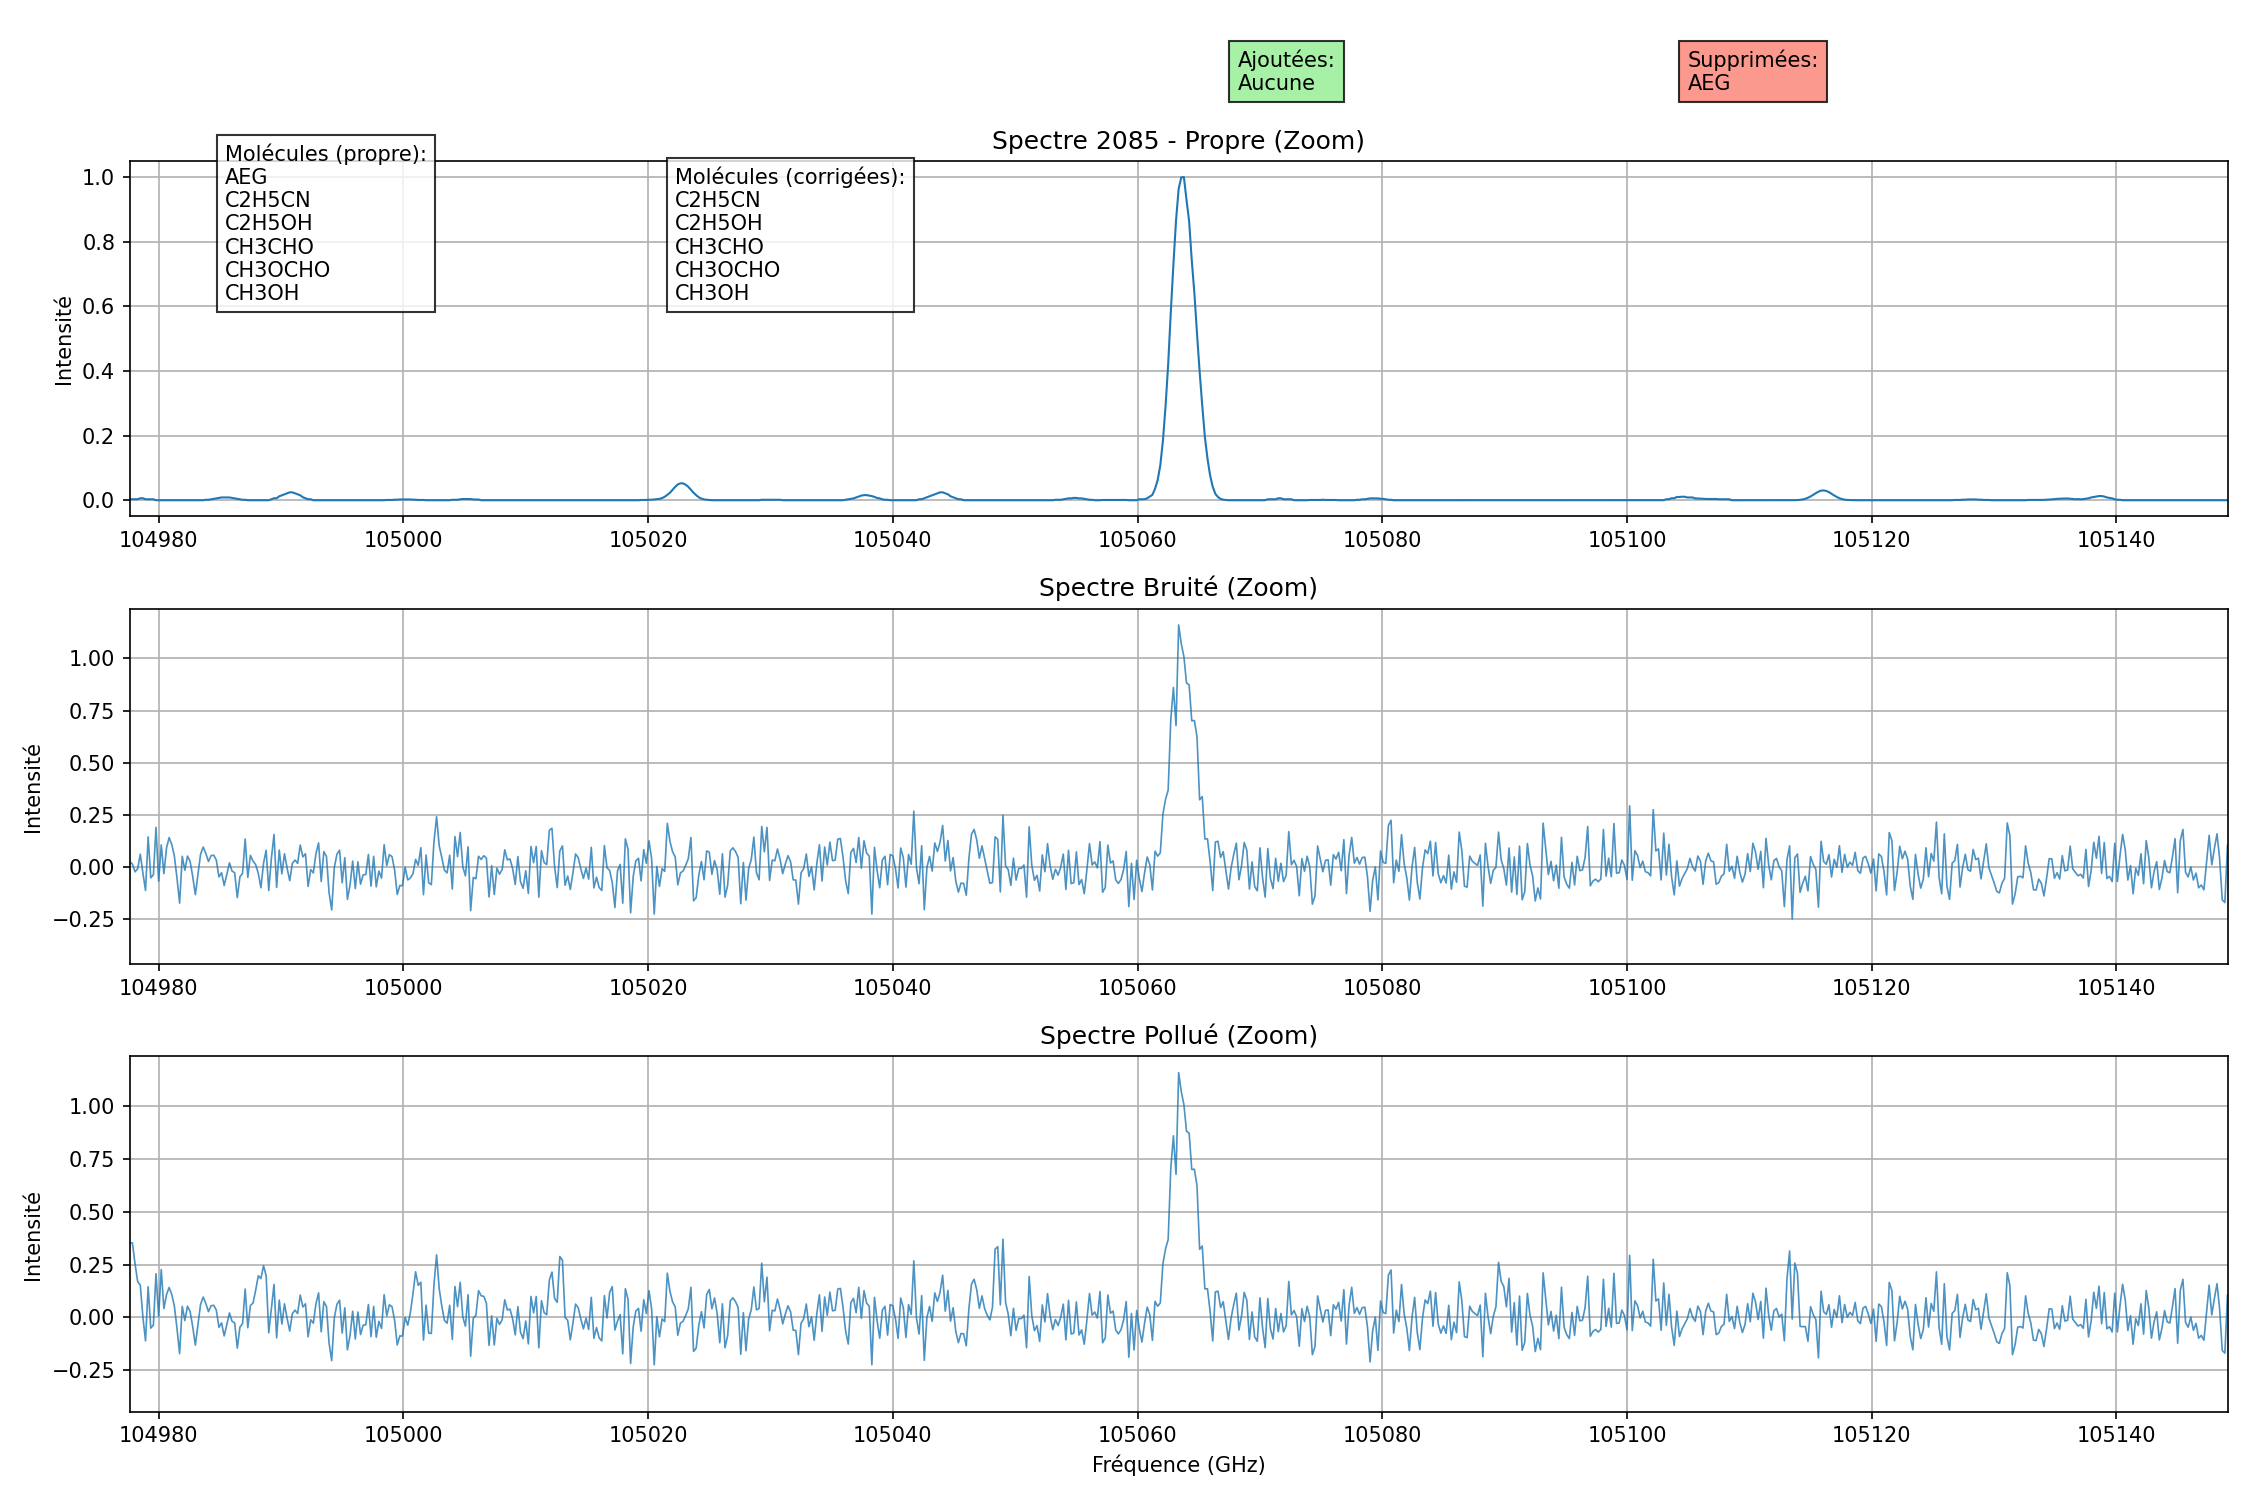 Ajoutées:
Aucune
Supprimées:
AEG
Spectre 2085 - Propre (Zoom)
Molécules (propre):
AEG
C2H5CN
C2H5OH
CH3CHO
CH3OCHO
CH3OH
Molécules (corrigées):
C2H5CN
C2H5OH
CH3CHO
CH3OCHO
CH3OH
Intensité
1.0
0.8
0.6
0.4
0.2
0.0
104980 105000 105020 105040 105060 105080 105100 105120 105140
Spectre Bruité (Zoom)
Intensité
1.00
0.75
0.50
0.25
0.00
−0.25
104980 105000 105020 105040 105060 105080 105100 105120 105140
Spectre Pollué (Zoom)
Intensité
1.00
0.75
0.50
0.25
0.00
−0.25
104980 105000 105020 105040 105060 105080 105100 105120 105140
Fréquence (GHz)